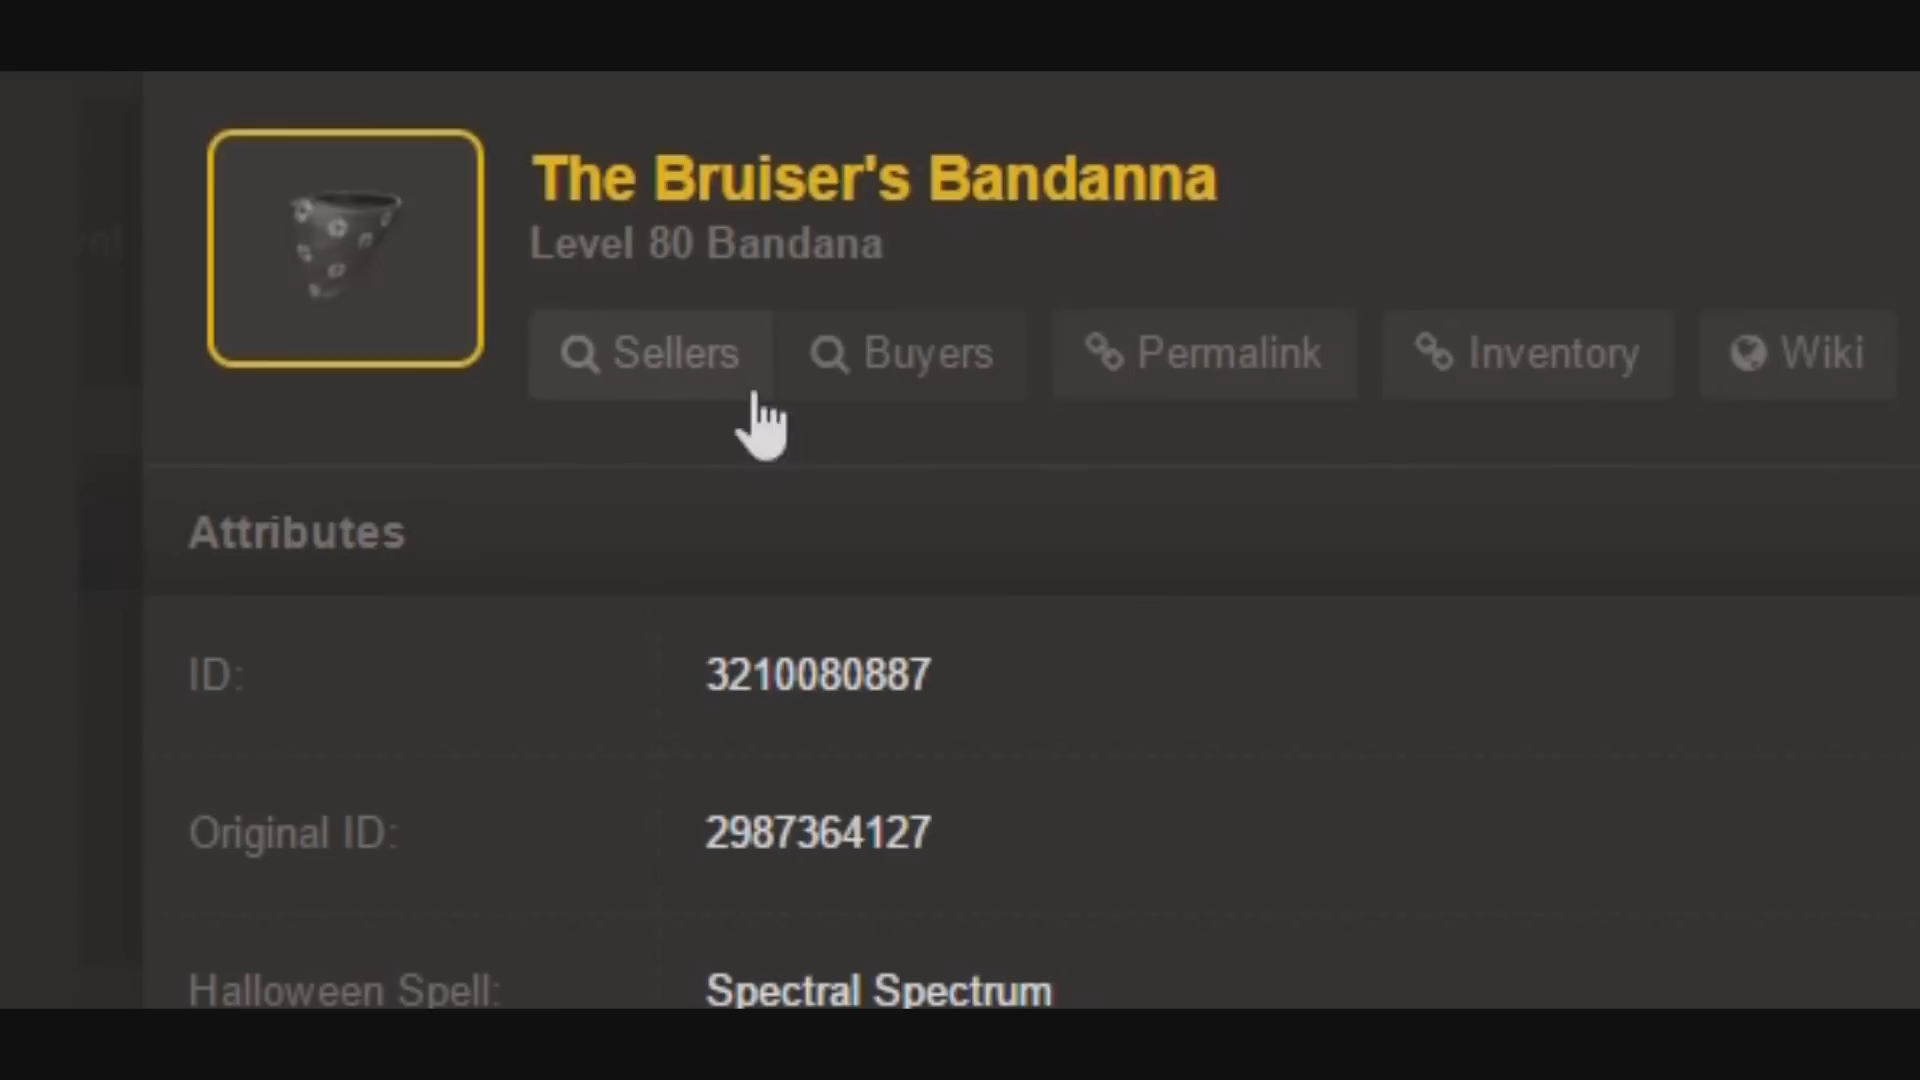 The Bruiser's Bandanna
Level 80 Bandana
Sellers
Buyers
Permalink
Inventory
Wiki
Attributes
ID:
3210080887
Original ID:
2987364127
Halloween Spell:
Spectral Spectrum